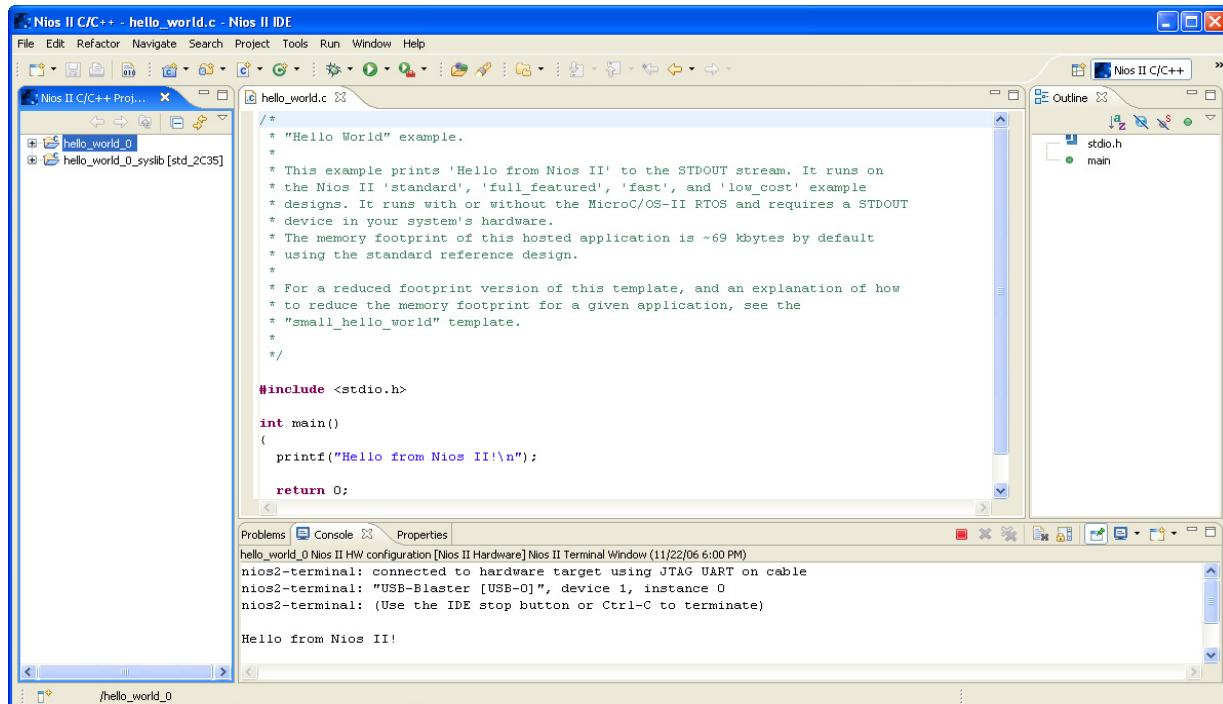 Nios II C/C++ - hello_world.c - Nios II IDE
File Edit Refactor Navigate Search Project Tools Run Window Help
Nios II C/C++
Nios II C/C++ Proj...
hello_world_0
hello_world_0_syslib [std_2C35]
hello_world.c
/*
* "Hello World" example.
*
* This example prints 'Hello from Nios II' to the STDOUT stream. It runs on
* the Nios II 'standard', 'full_featured', 'fast', and 'low_cost' example
* designs. It runs with or without the MicroC/OS-II RTOS and requires a STDOUT
* device in your system's hardware.
* The memory footprint of this hosted application is ~69 kbytes by default
* using the standard reference design.
*
* For a reduced footprint version of this template, and an explanation of how
* to reduce the memory footprint for a given application, see the
* "small_hello_world" template.
*
*/
#include <stdio.h>
int main()
{
printf("Hello from Nios II!\n");
return 0;
Outline
stdio.h
main
Problems Console Properties
hello_world_0 Nios II HW configuration [Nios II Hardware] Nios II Terminal Window (11/22/06 6:00 PM)
nios2-terminal: connected to hardware target using JTAG UART on cable
nios2-terminal: "USB-Blaster [USB-0]", device 1, instance 0
nios2-terminal: (Use the IDE stop button or Ctrl-C to terminate)
Hello from Nios II!
/hello_world_0